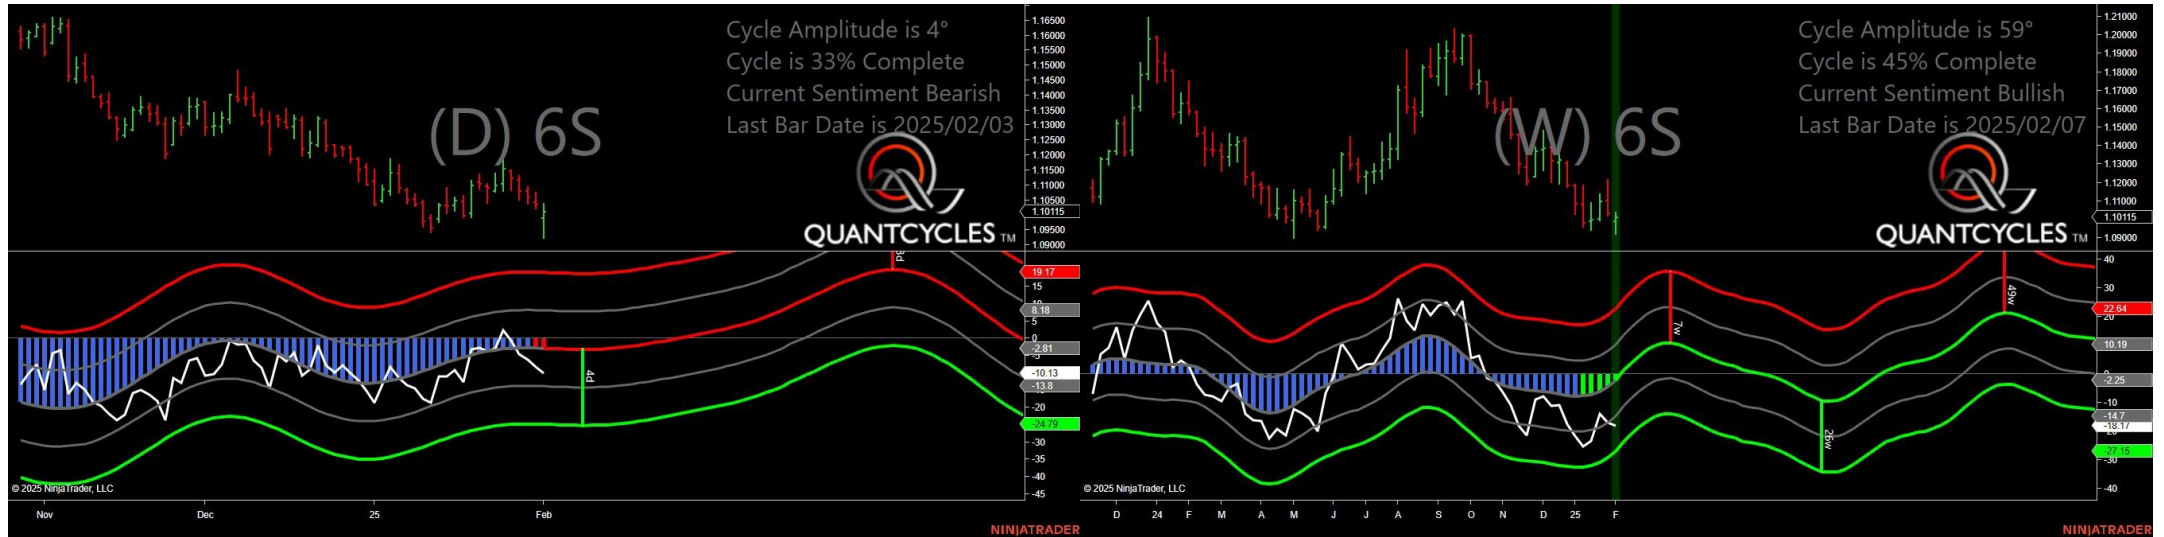 Cycle Amplitude is 4°
Cycle is 33% Complete
Current Sentiment Bearish
Last Bar Date is 2025/02/03
(D) 6S
QUANTCYCLES TM
1.16500
1.16000
1.15500
1.15000
1.14500
1.14000
1.13500
1.13000
1.12500
1.12000
1.11500
1.11000
1.10500
1.10115
1.09500
1.09000
19.17
15
8.18
5
0
-2.81
-10.13
-13.8
-20
-24.79
-30
-35
-40
-45
4d
© 2025 NinjaTrader, LLC
Nov Dec 25 Feb
NINJATRADER
Cycle Amplitude is 59°
Cycle is 45% Complete
Current Sentiment Bullish
Last Bar Date is 2025/02/07
(W) 6S
QUANTCYCLES TM
1.21000
1.20000
1.19000
1.18000
1.17000
1.16000
1.15000
1.14000
1.13000
1.12000
1.11000
1.10115
1.09000
40
30
22.64
20
10.19
-2.25
-10
-14.7
-18.17
-27.15
-30
-40
7w
26w
49w
© 2025 NinjaTrader, LLC
D 24 F M A M J J A S O N D 25 F
NINJATRADER